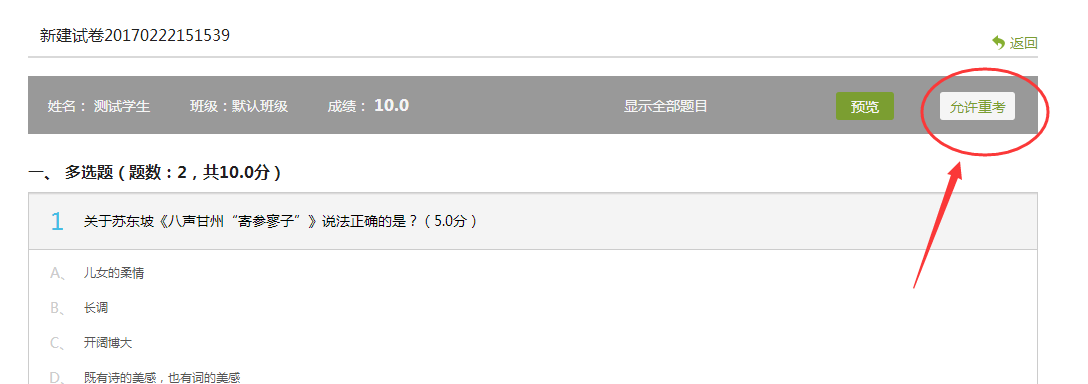 新建试卷20170222151539
返回
姓名： 测试学生 班级：默认班级 成绩： 10.0 显示全部题目 预览 允许重考
一、 多选题（题数：2，共10.0分）
1 关于苏东坡《八声甘州“寄参寥子”》说法正确的是？（5.0分）
A、 儿女的柔情
B、 长调
C、 开阔博大
D、 既有诗的美感，也有词的美感